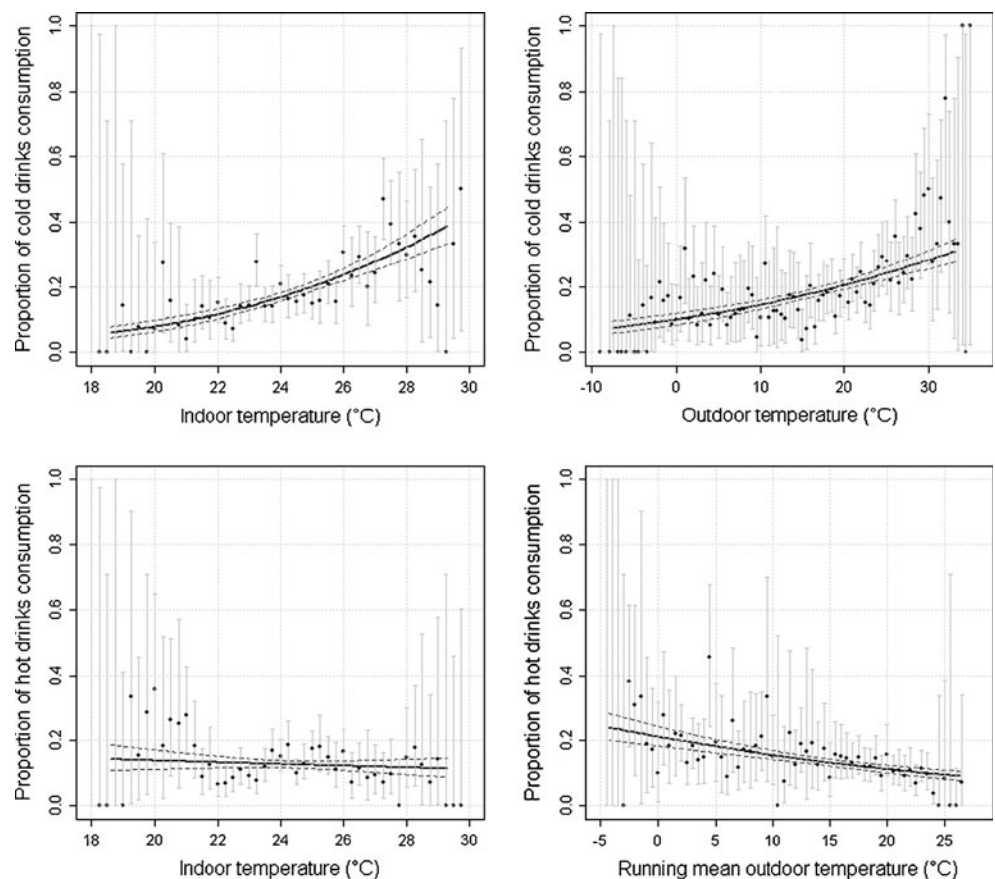 Proportion of cold drinks consumption
1.0
0.8
0.6
0.4
0.2
0.0
18 20 22 24 26 28 30
Indoor temperature (°C)
Proportion of cold drinks consumption
1.0
0.8
0.6
0.4
0.2
0.0
-10 0 10 20 30
Outdoor temperature (°C)
Proportion of hot drinks consumption
1.0
0.8
0.6
0.4
0.2
0.0
18 20 22 24 26 28 30
Indoor temperature (°C)
Proportion of hot drinks consumption
1.0
0.8
0.6
0.4
0.2
0.0
-5 0 5 10 15 20 25
Running mean outdoor temperature (°C)